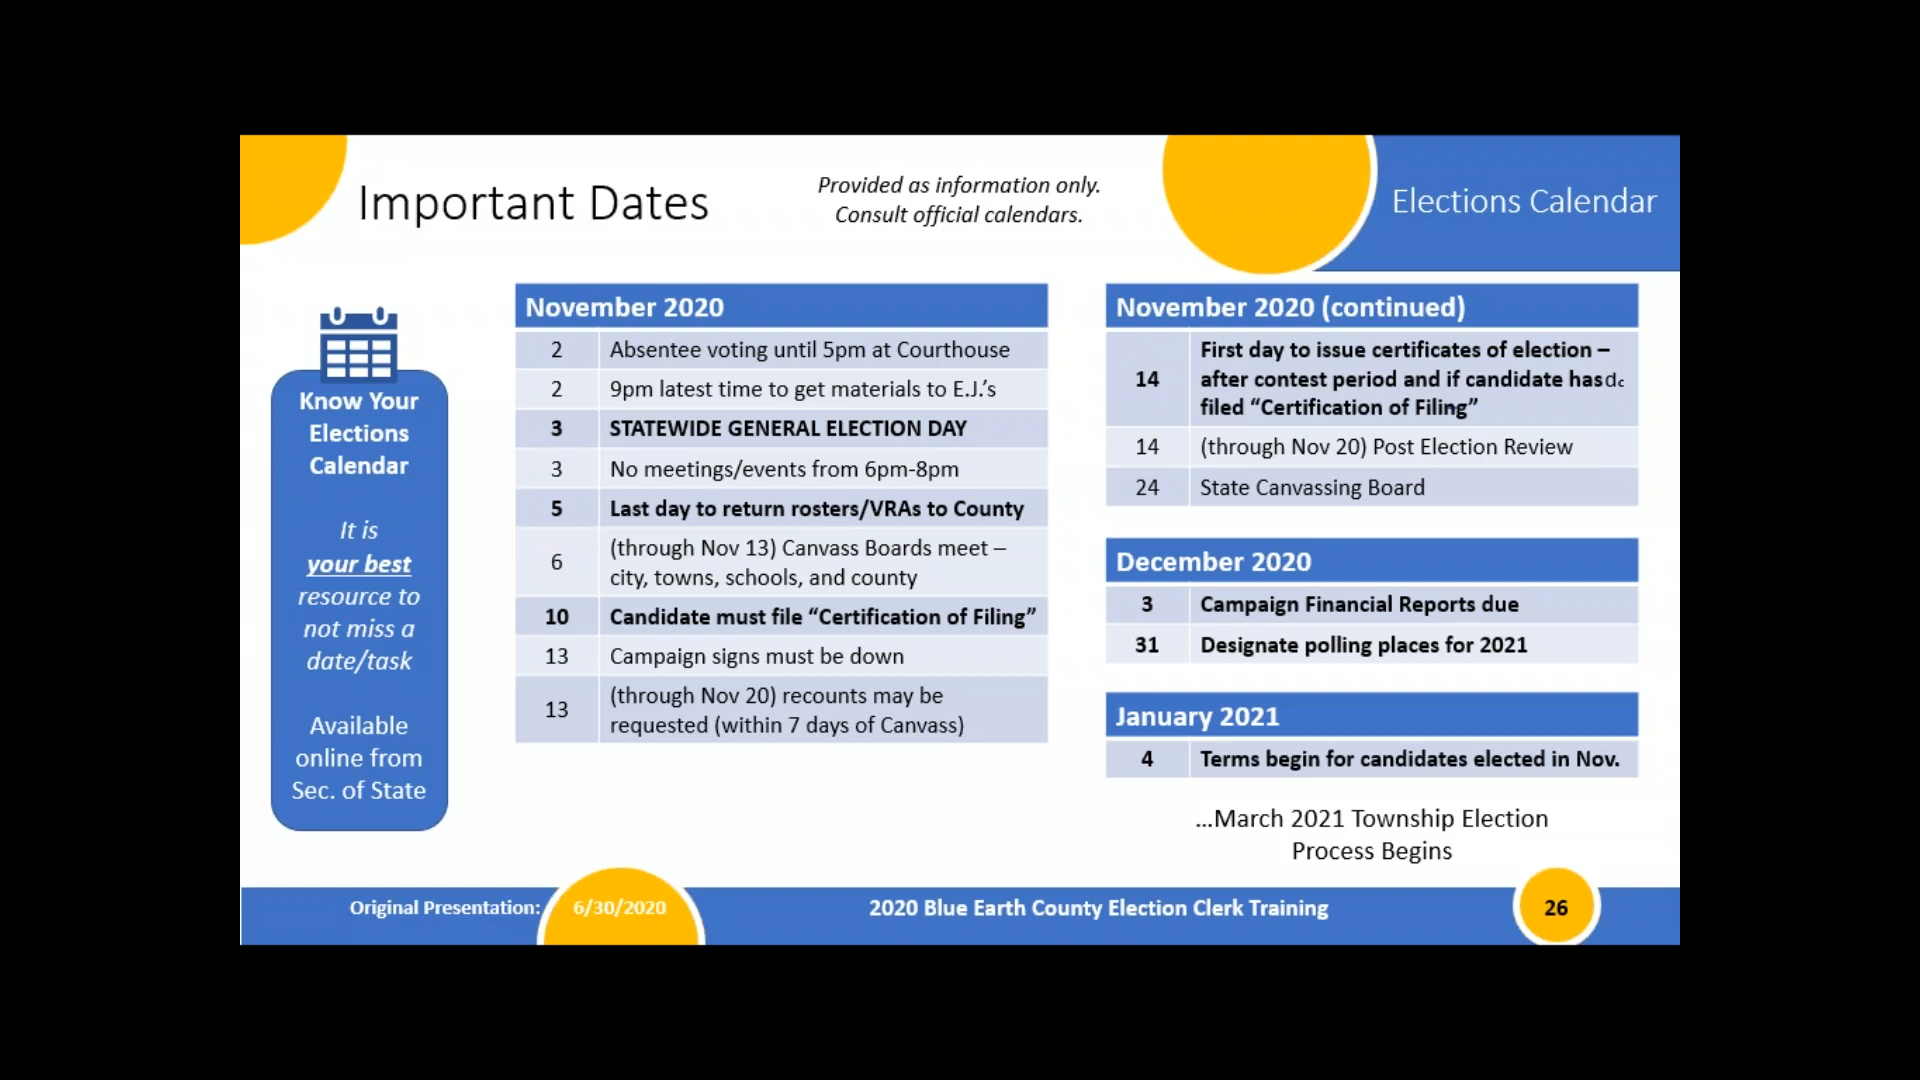 Important Dates
Provided as information only.
Consult official calendars.
Elections Calendar
Know Your
Elections
Calendar
It is
your best
resource to
not miss a
date/task
Available
online from
Sec. of State
November 2020
2 Absentee voting until 5pm at Courthouse
2 9pm latest time to get materials to E.J.’s
3 STATEWIDE GENERAL ELECTION DAY
3 No meetings/events from 6pm-8pm
5 Last day to return rosters/VRAs to County
6 (through Nov 13) Canvass Boards meet –
city, towns, schools, and county
10 Candidate must file “Certification of Filing”
13 Campaign signs must be down
13 (through Nov 20) recounts may be
requested (within 7 days of Canvass)
November 2020 (continued)
14 First day to issue certificates of election –
after contest period and if candidate has
filed “Certification of Filing”
14 (through Nov 20) Post Election Review
24 State Canvassing Board
December 2020
3 Campaign Financial Reports due
31 Designate polling places for 2021
January 2021
4 Terms begin for candidates elected in Nov.
...March 2021 Township Election
Process Begins
Original Presentation: 6/30/2020
2020 Blue Earth County Election Clerk Training
26